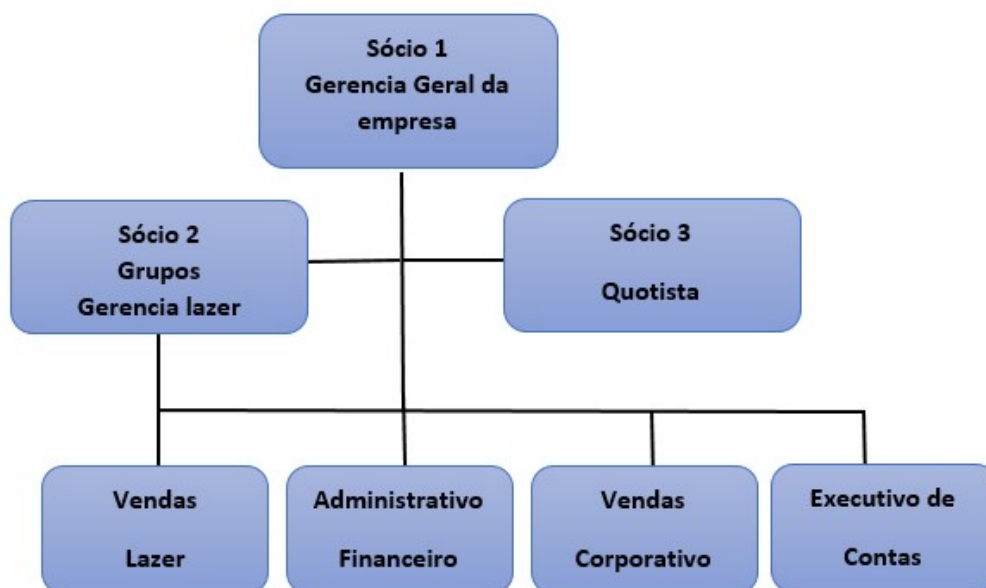 Sócio 1
Gerencia Geral da
empresa
Sócio 2
Grupos
Gerencia lazer
Sócio 3
Quotista
Vendas
Lazer
Administrativo
Financeiro
Vendas
Corporativo
Executivo de
Contas